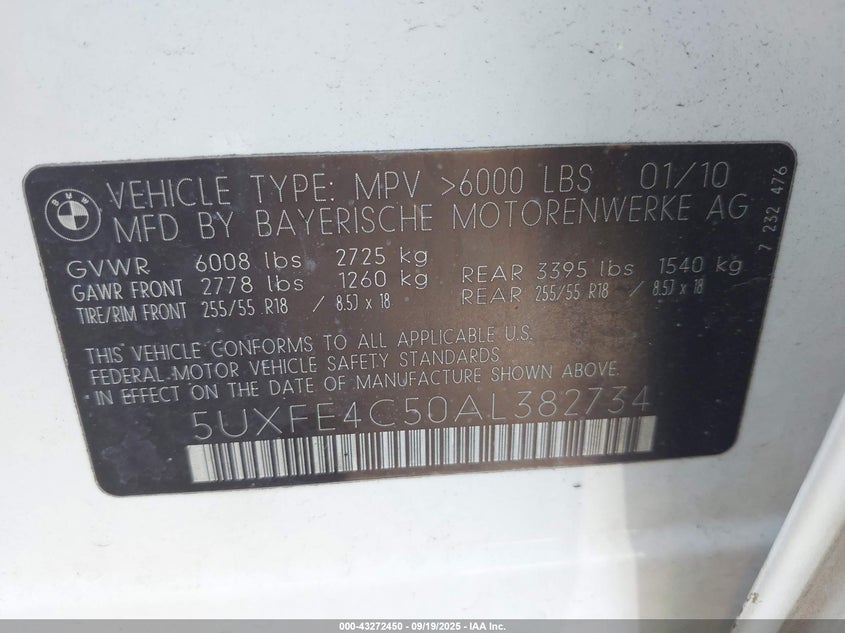 BMW
VEHICLE TYPE: MPV >6000 LBS 01/10
MFD BY BAYERISCHE MOTORENWERKE AG
7 232 476
GVWR 6008 lbs 2725 kg
GAWR FRONT 2778 lbs 1260 kg REAR 3395 lbs 1540 kg
TIRE/RIM FRONT 255/55 R18 / 8.5J x 18 REAR 255/55 R18 / 8.5J x 18
THIS VEHICLE CONFORMS TO ALL APPLICABLE U.S.
FEDERAL MOTOR VEHICLE SAFETY STANDARDS
IN EFFECT ON THE DATE OF MANUFACTURE SHOWN ABOVE.
5UXFE4C50AL382734
000-43272450 - 09/19/2025 - IAA Inc.